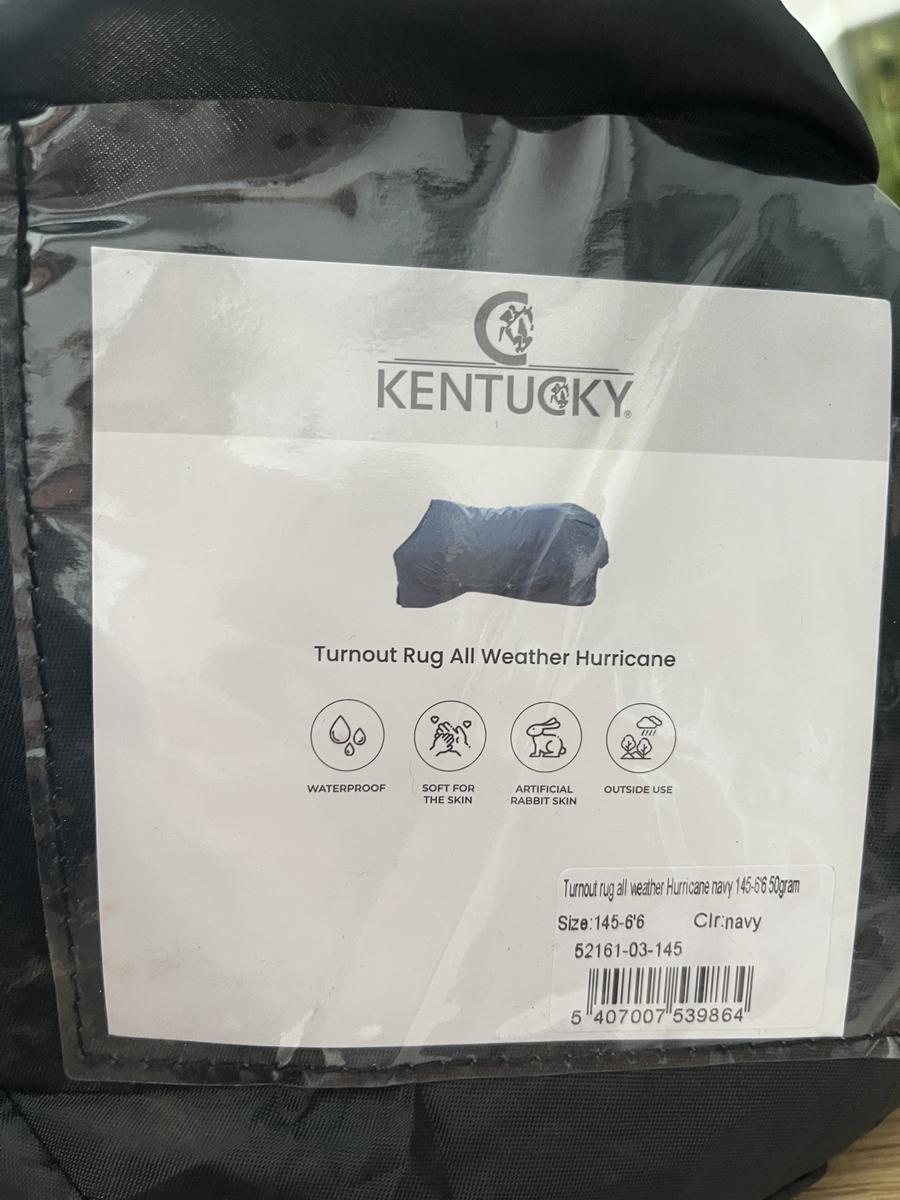 KENTUCKY®
Turnout Rug All Weather Hurricane
WATERPROOF
SOFT FOR
THE SKIN
ARTIFICIAL
RABBIT SKIN
OUTSIDE USE
Turnout rug all weather Hurricane navy 145-6'6 50gram
Size:145-6'6 Clr:navy
52161-03-145
5 407007 539864